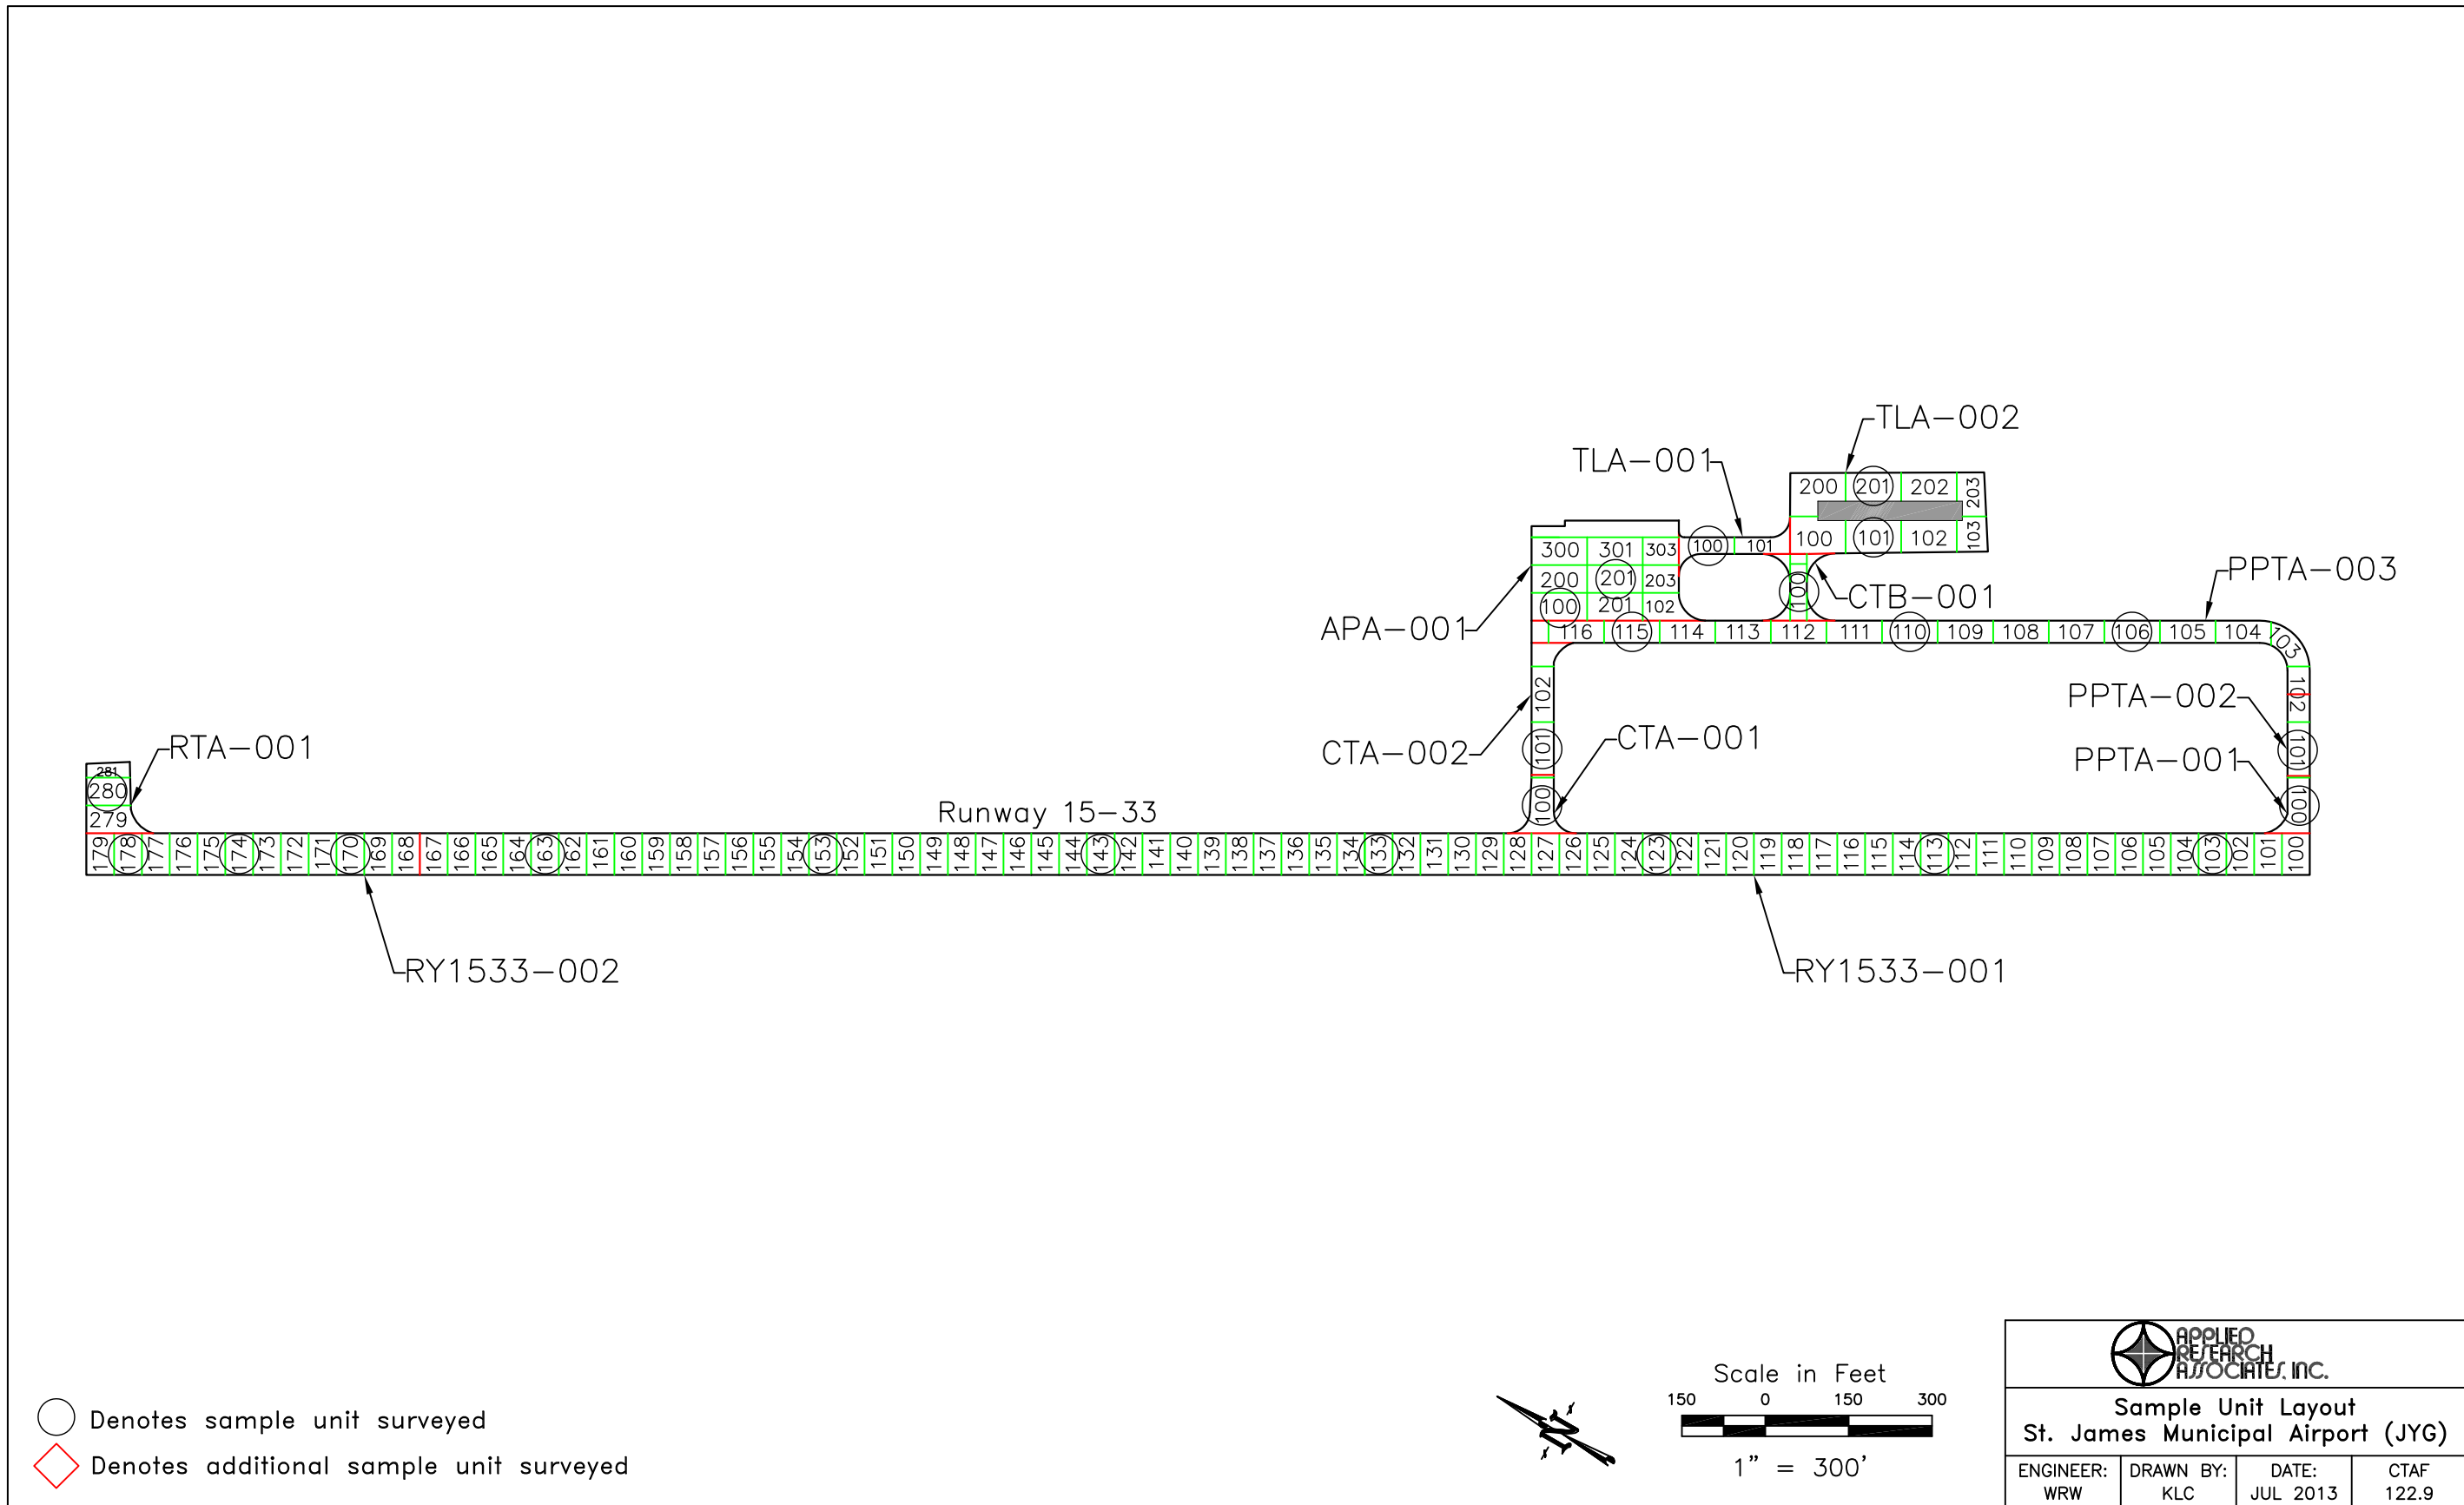 TLA-002
TLA-001
200 201 202 203
100 101 102 103
300 301 303
100 101
200 201 203
100 201 102
100
CTB-001
PPTA-003
APA-001
116 115 114 113 112 111 110 109 108 107 106 105 104 103
102
102
PPTA-002
CTA-002
101
CTA-001
101
PPTA-001
RTA-001
281
280
279
100
100
Runway 15-33
179 178 177 176 175 174 173 172 171 170 169 168 167 166 165 164 163 162 161 160 159 158 157 156 155 154 153 152 151 150 149 148 147 146 145 144 143 142 141 140 139 138 137 136 135 134 133 132 131 130 129 128 127 126 125 124 123 122 121 120 119 118 117 116 115 114 113 112 111 110 109 108 107 106 105 104 103 102 101 100
RY1533-002
RY1533-001
Denotes sample unit surveyed
Denotes additional sample unit surveyed
N
Scale in Feet
150 0 150 300
1" = 300'
APPLIED
RESEARCH
ASSOCIATES, INC.
Sample Unit Layout
St. James Municipal Airport (JYG)
ENGINEER: DRAWN BY: DATE: CTAF
WRW KLC JUL 2013 122.9